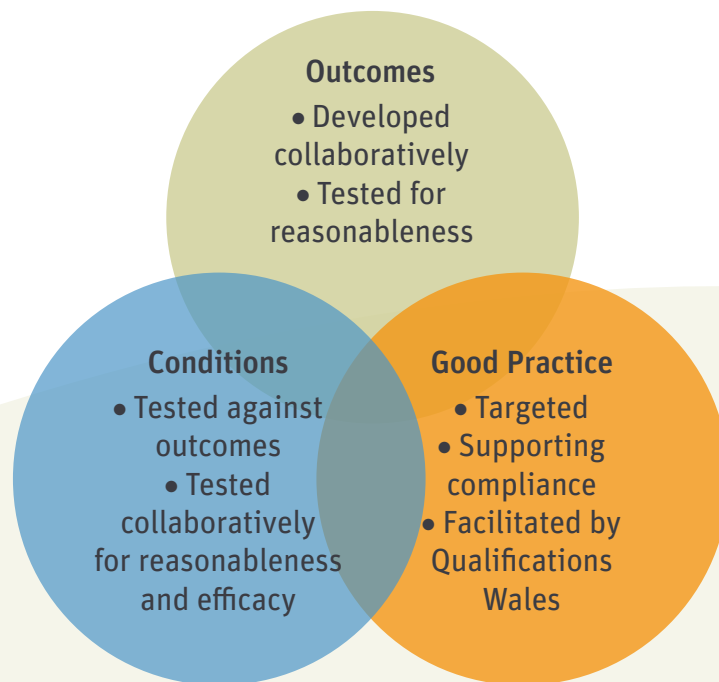 Outcomes
• Developed
collaboratively
• Tested for
reasonableness
Conditions
• Tested against
outcomes
• Tested
collaboratively
for reasonableness
and efficacy
Good Practice
• Targeted
• Supporting
compliance
• Facilitated by
Qualifications
Wales